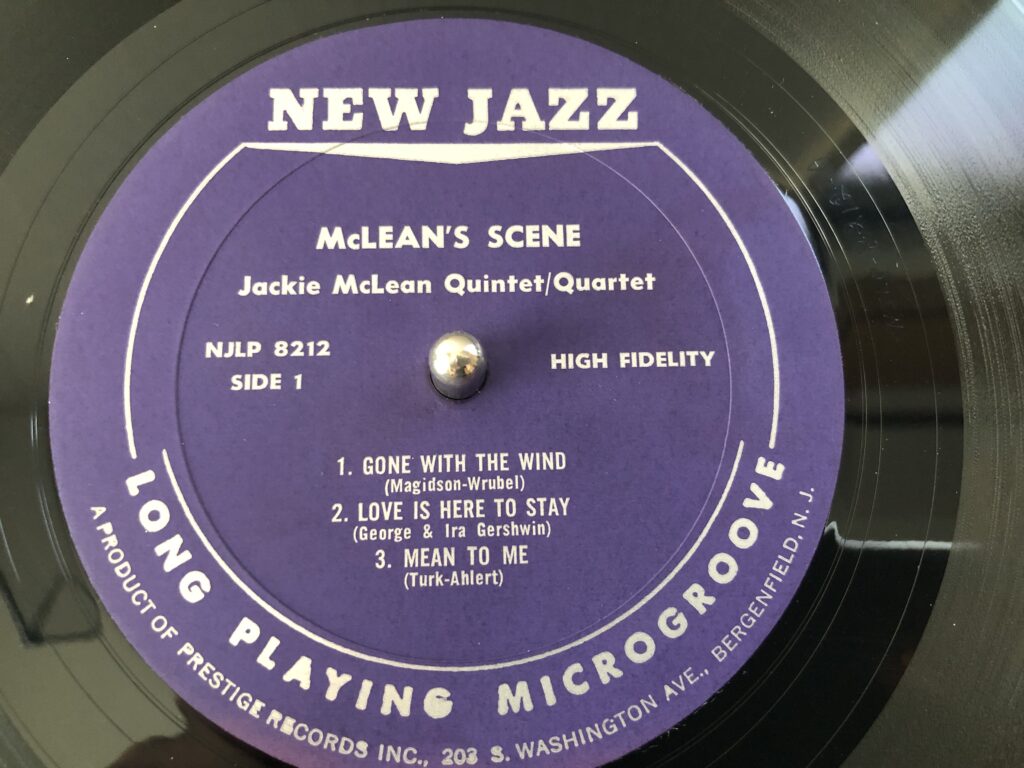 NEW JAZZ
McLEAN'S SCENE
Jackie McLean Quintet/Quartet
NJLP 8212
SIDE 1
HIGH FIDELITY
1. GONE WITH THE WIND
(Magidson-Wrubel)
2. LOVE IS HERE TO STAY
(George & Ira Gershwin)
3. MEAN TO ME
(Turk-Ahlert)
LONG PLAYING MICROGROOVE
A PRODUCT OF PRESTIGE RECORDS INC., 203 S. WASHINGTON AVE., BERGENFIELD, N. J.